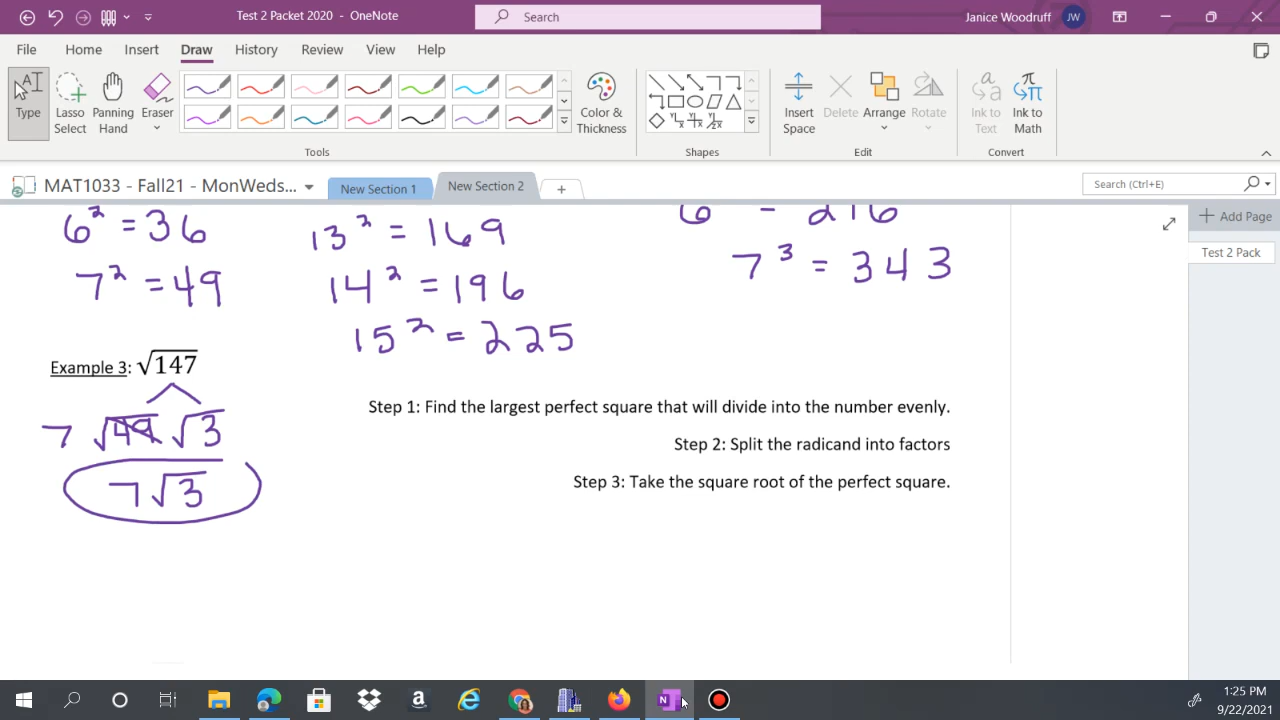 Test 2 Packet 2020 - OneNote
Search
Janice Woodruff JW
File Home Insert Draw History Review View Help
Type
Lasso Select
Panning Hand
Eraser
Color & Thickness
Insert Space
Delete
Arrange
Rotate
Ink to Text
Ink to Math
Tools
Shapes
Edit
Convert
MAT1033 - Fall21 - MonWeds...
New Section 1
New Section 2
Search (Ctrl+E)
Add Page
Test 2 Pack
6² = 36
13² = 169
6 = 216
7² = 49
14² = 196
7³ = 343
15² = 225
Example 3: √147
7 √49 √3
7√3
Step 1: Find the largest perfect square that will divide into the number evenly.
Step 2: Split the radicand into factors
Step 3: Take the square root of the perfect square.
1:25 PM
9/22/2021